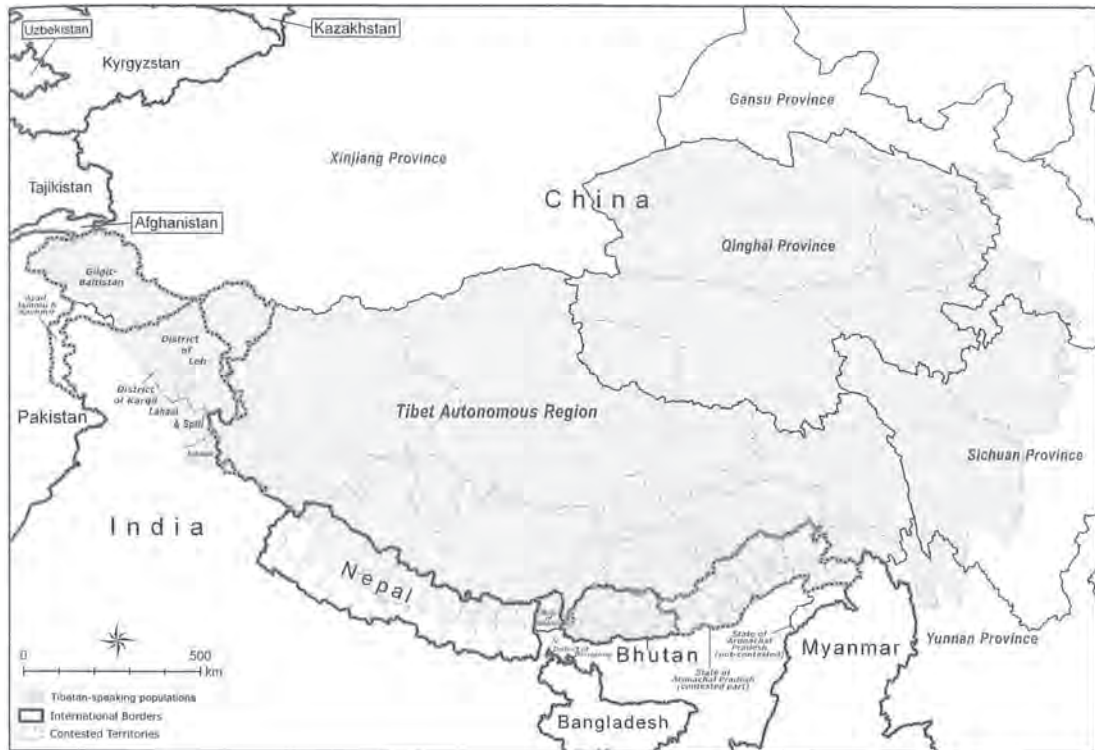 Uzbekistan
Kazakhstan
Kyrgyzstan
Gansu Province
Xinjiang Province
Tajikistan
China
Afghanistan
Qinghai Province
Gilgit-
Baltistan
Azad
Jammu &
Kashmir
District
of
Leh
District
of Kargil
Lahaul
& Spiti
Pakistan
Tibet Autonomous Region
Sichuan Province
India
Nepal
State of
Arunachal
Pradesh
(not-contested)
Bhutan
Myanmar
Yunnan Province
State of
Arunachal Pradesh
(contested part)
0 500
km
Bangladesh
Tibetan-speaking populations
International Borders
Contested Territories